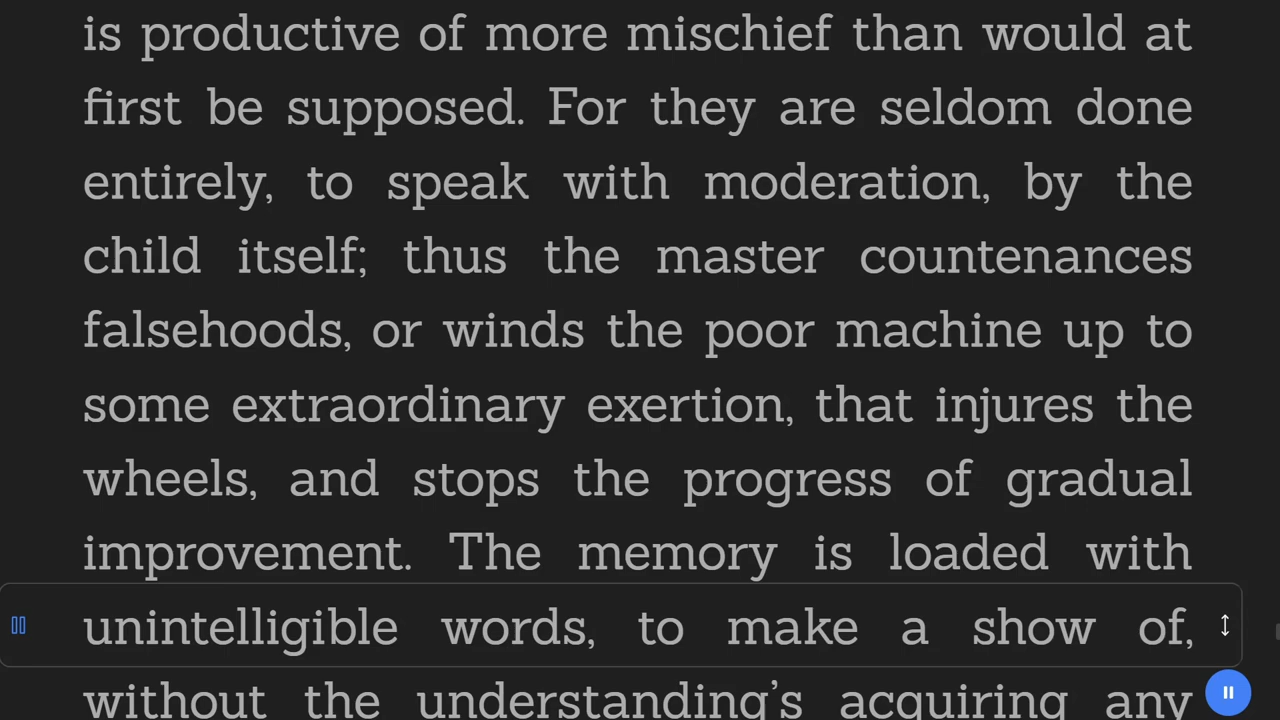 is productive of more mischief than would at
first be supposed. For they are seldom done
entirely, to speak with moderation, by the
child itself; thus the master countenances
falsehoods, or winds the poor machine up to
some extraordinary exertion, that injures the
wheels, and stops the progress of gradual
improvement. The memory is loaded with
unintelligible words, to make a show of,
without the understanding’s acquiring any